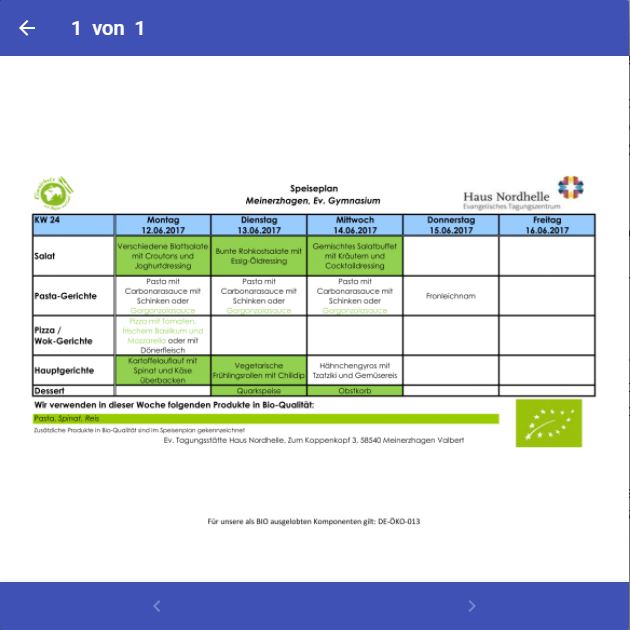 1 von 1
Speiseplan
Meinerzhagen, Ev. Gymnasium
Haus Nordhelle
Evangelisches Tagungszentrum
KW 24
Montag
12.06.2017
Dienstag
13.06.2017
Mittwoch
14.06.2017
Donnerstag
15.06.2017
Freitag
16.06.2017
Salat
Verschiedene Blattsalate
mit Croutons und
Joghurtdressing
Bunte Rohkostsalate mit
Essig-Öldressing
Gemischtes Salatbuffet
mit Kräutern und
Cocktaildressing
Pasta-Gerichte
Pasta mit
Carbonarasauce mit
Schinken oder
Gorgonzolasauce
Pasta mit
Carbonarasauce mit
Schinken oder
Gorgonzolasauce
Pasta mit
Carbonarasauce mit
Schinken oder
Gorgonzolasauce
Fronleichnam
Pizza /
Wok-Gerichte
Pizza mit Tomaten,
frischem Basilikum und
Mozzarella oder mit
Dönerfleisch
Hauptgerichte
Kartoffelauflauf mit
Spinat und Käse
überbacken
Vegetarische
Frühlingsrollen mit Chilidip
Hähnchengyros mit
Tzatziki und Gemüsereis
Dessert
Quarkspeise
Obstkorb
Wir verwenden in dieser Woche folgenden Produkte in Bio-Qualität:
Pasta, Spinat, Reis
Zusätzliche Produkte in Bio-Qualität sind im Speisenplan gekennzeichnet
Ev. Tagungsstätte Haus Nordhelle, Zum Koppenkopf 3, 58540 Meinerzhagen Valbert
Für unsere als BIO ausgelobten Komponenten gilt: DE-ÖKO-013